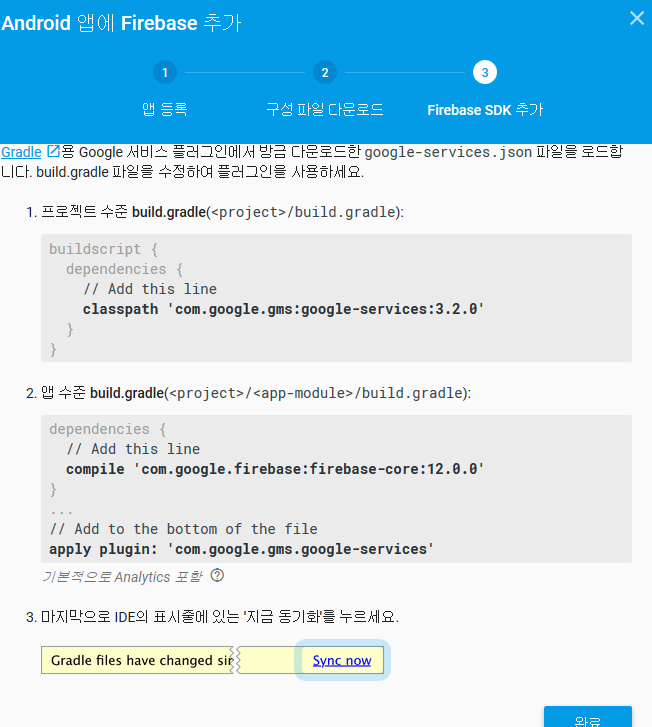 Android 앱에 Firebase 추가
1 2 3
앱 등록 구성 파일 다운로드 Firebase SDK 추가
Gradle 용 Google 서비스 플러그인에서 방금 다운로드한 google-services.json 파일을 로드합
니다. build.gradle 파일을 수정하여 플러그인을 사용하세요.
1. 프로젝트 수준 build.gradle(<project>/build.gradle):
buildscript {
dependencies {
// Add this line
classpath 'com.google.gms:google-services:3.2.0'
}
}
2. 앱 수준 build.gradle(<project>/<app-module>/build.gradle):
dependencies {
// Add this line
compile 'com.google.firebase:firebase-core:12.0.0'
}
...
// Add to the bottom of the file
apply plugin: 'com.google.gms.google-services'
기본적으로 Analytics 포함 ?
3. 마지막으로 IDE의 표시줄에 있는 '지금 동기화'를 누르세요.
Gradle files have changed sin Sync now
완료